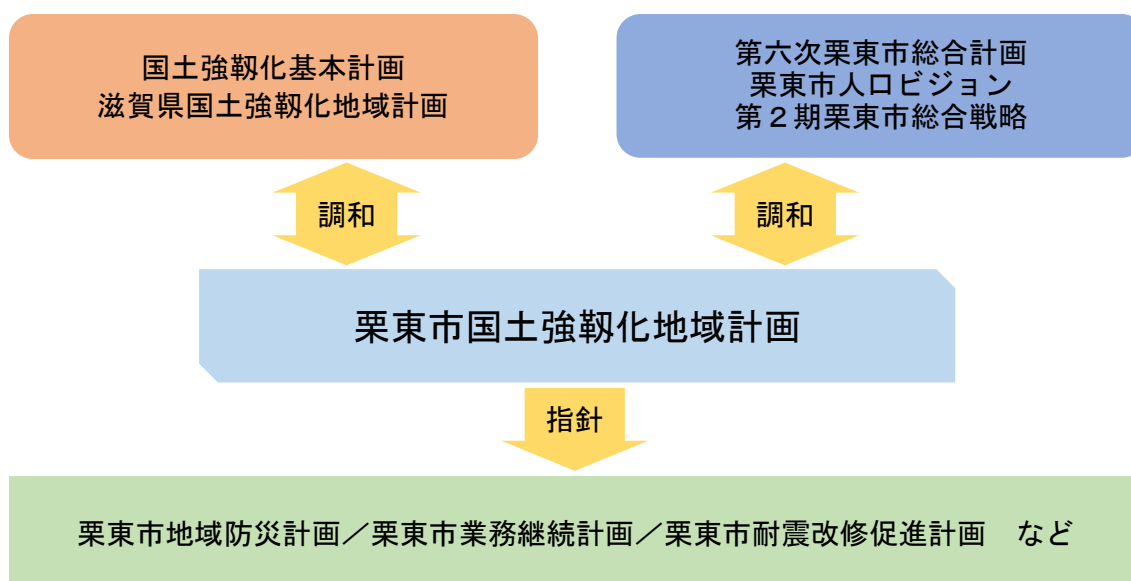 国土強靱化基本計画
滋賀県国土強靱化地域計画
第六次栗東市総合計画
栗東市人口ビジョン
第２期栗東市総合戦略
調和
調和
栗東市国土強靱化地域計画
指針
栗東市地域防災計画／栗東市業務継続計画／栗東市耐震改修促進計画　など